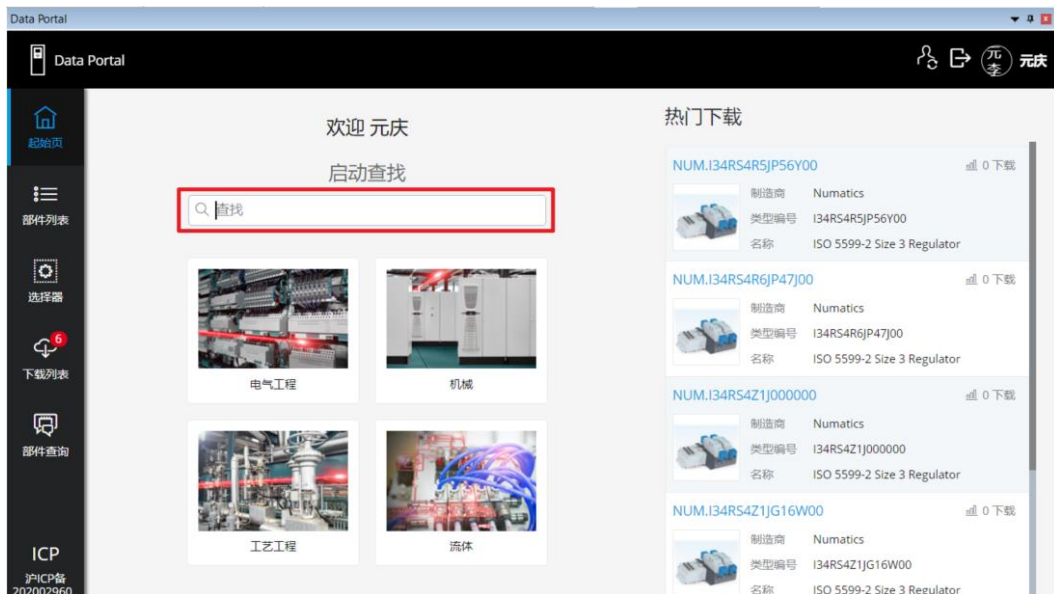 Data Portal
Data Portal
元
李
元庆
起始页
部件列表
选择器
6
下载列表
部件查询
ICP
沪ICP备
202002960
欢迎 元庆
启动查找
查找
电气工程
机械
工艺工程
流体
热门下载
NUM.I34RS4R5JP56Y00
0 下载
制造商 Numatics
类型编号 I34RS4R5JP56Y00
名称 ISO 5599-2 Size 3 Regulator
NUM.I34RS4R6JP47J00
0 下载
制造商 Numatics
类型编号 I34RS4R6JP47J00
名称 ISO 5599-2 Size 3 Regulator
NUM.I34RS4Z1J000000
0 下载
制造商 Numatics
类型编号 I34RS4Z1J000000
名称 ISO 5599-2 Size 3 Regulator
NUM.I34RS4Z1JG16W00
0 下载
制造商 Numatics
类型编号 I34RS4Z1JG16W00
名称 ISO 5599-2 Size 3 Regulator